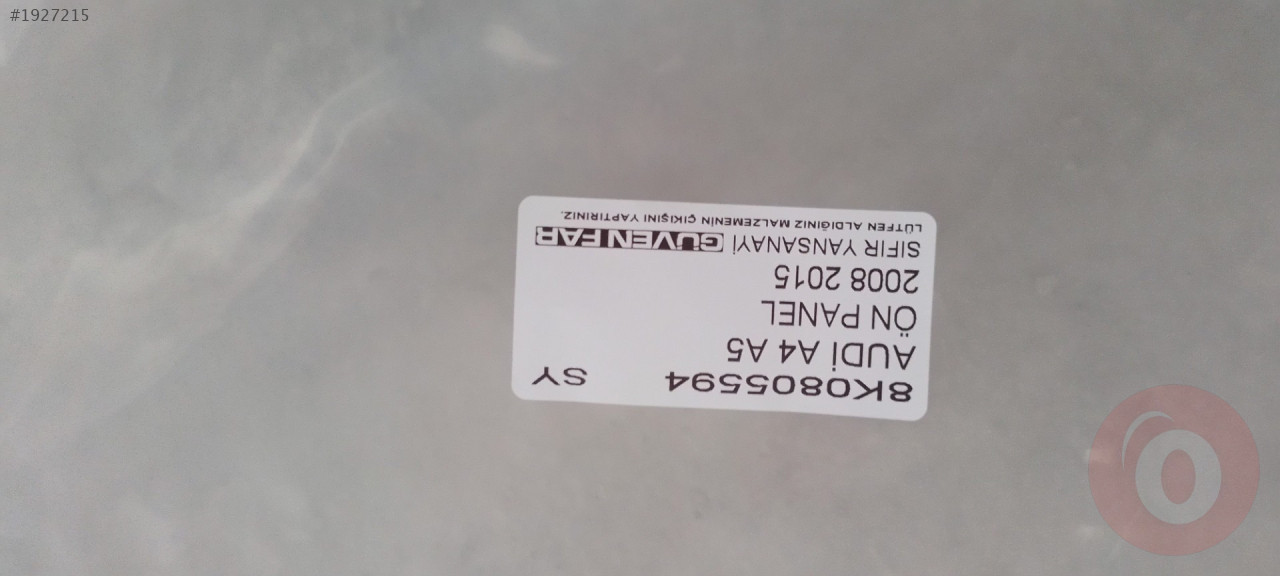 #1927215
8K0805594 SY
AUDİ A4 A5
ÖN PANEL
2008 2015
SIFIR YANSANAYİ GÜVEN FAR
LÜTFEN ALDIĞINIZ MALZEMENİN ÇIKIŞINI YAPTIRINIZ.